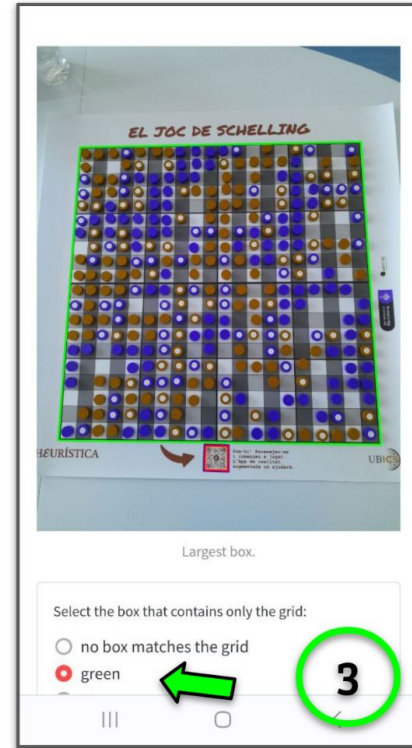 EL JOC DE SCHELLING
HEURÍSTICA
UBICS
Largest box.
Select the box that contains only the grid:
no box matches the grid
green
3